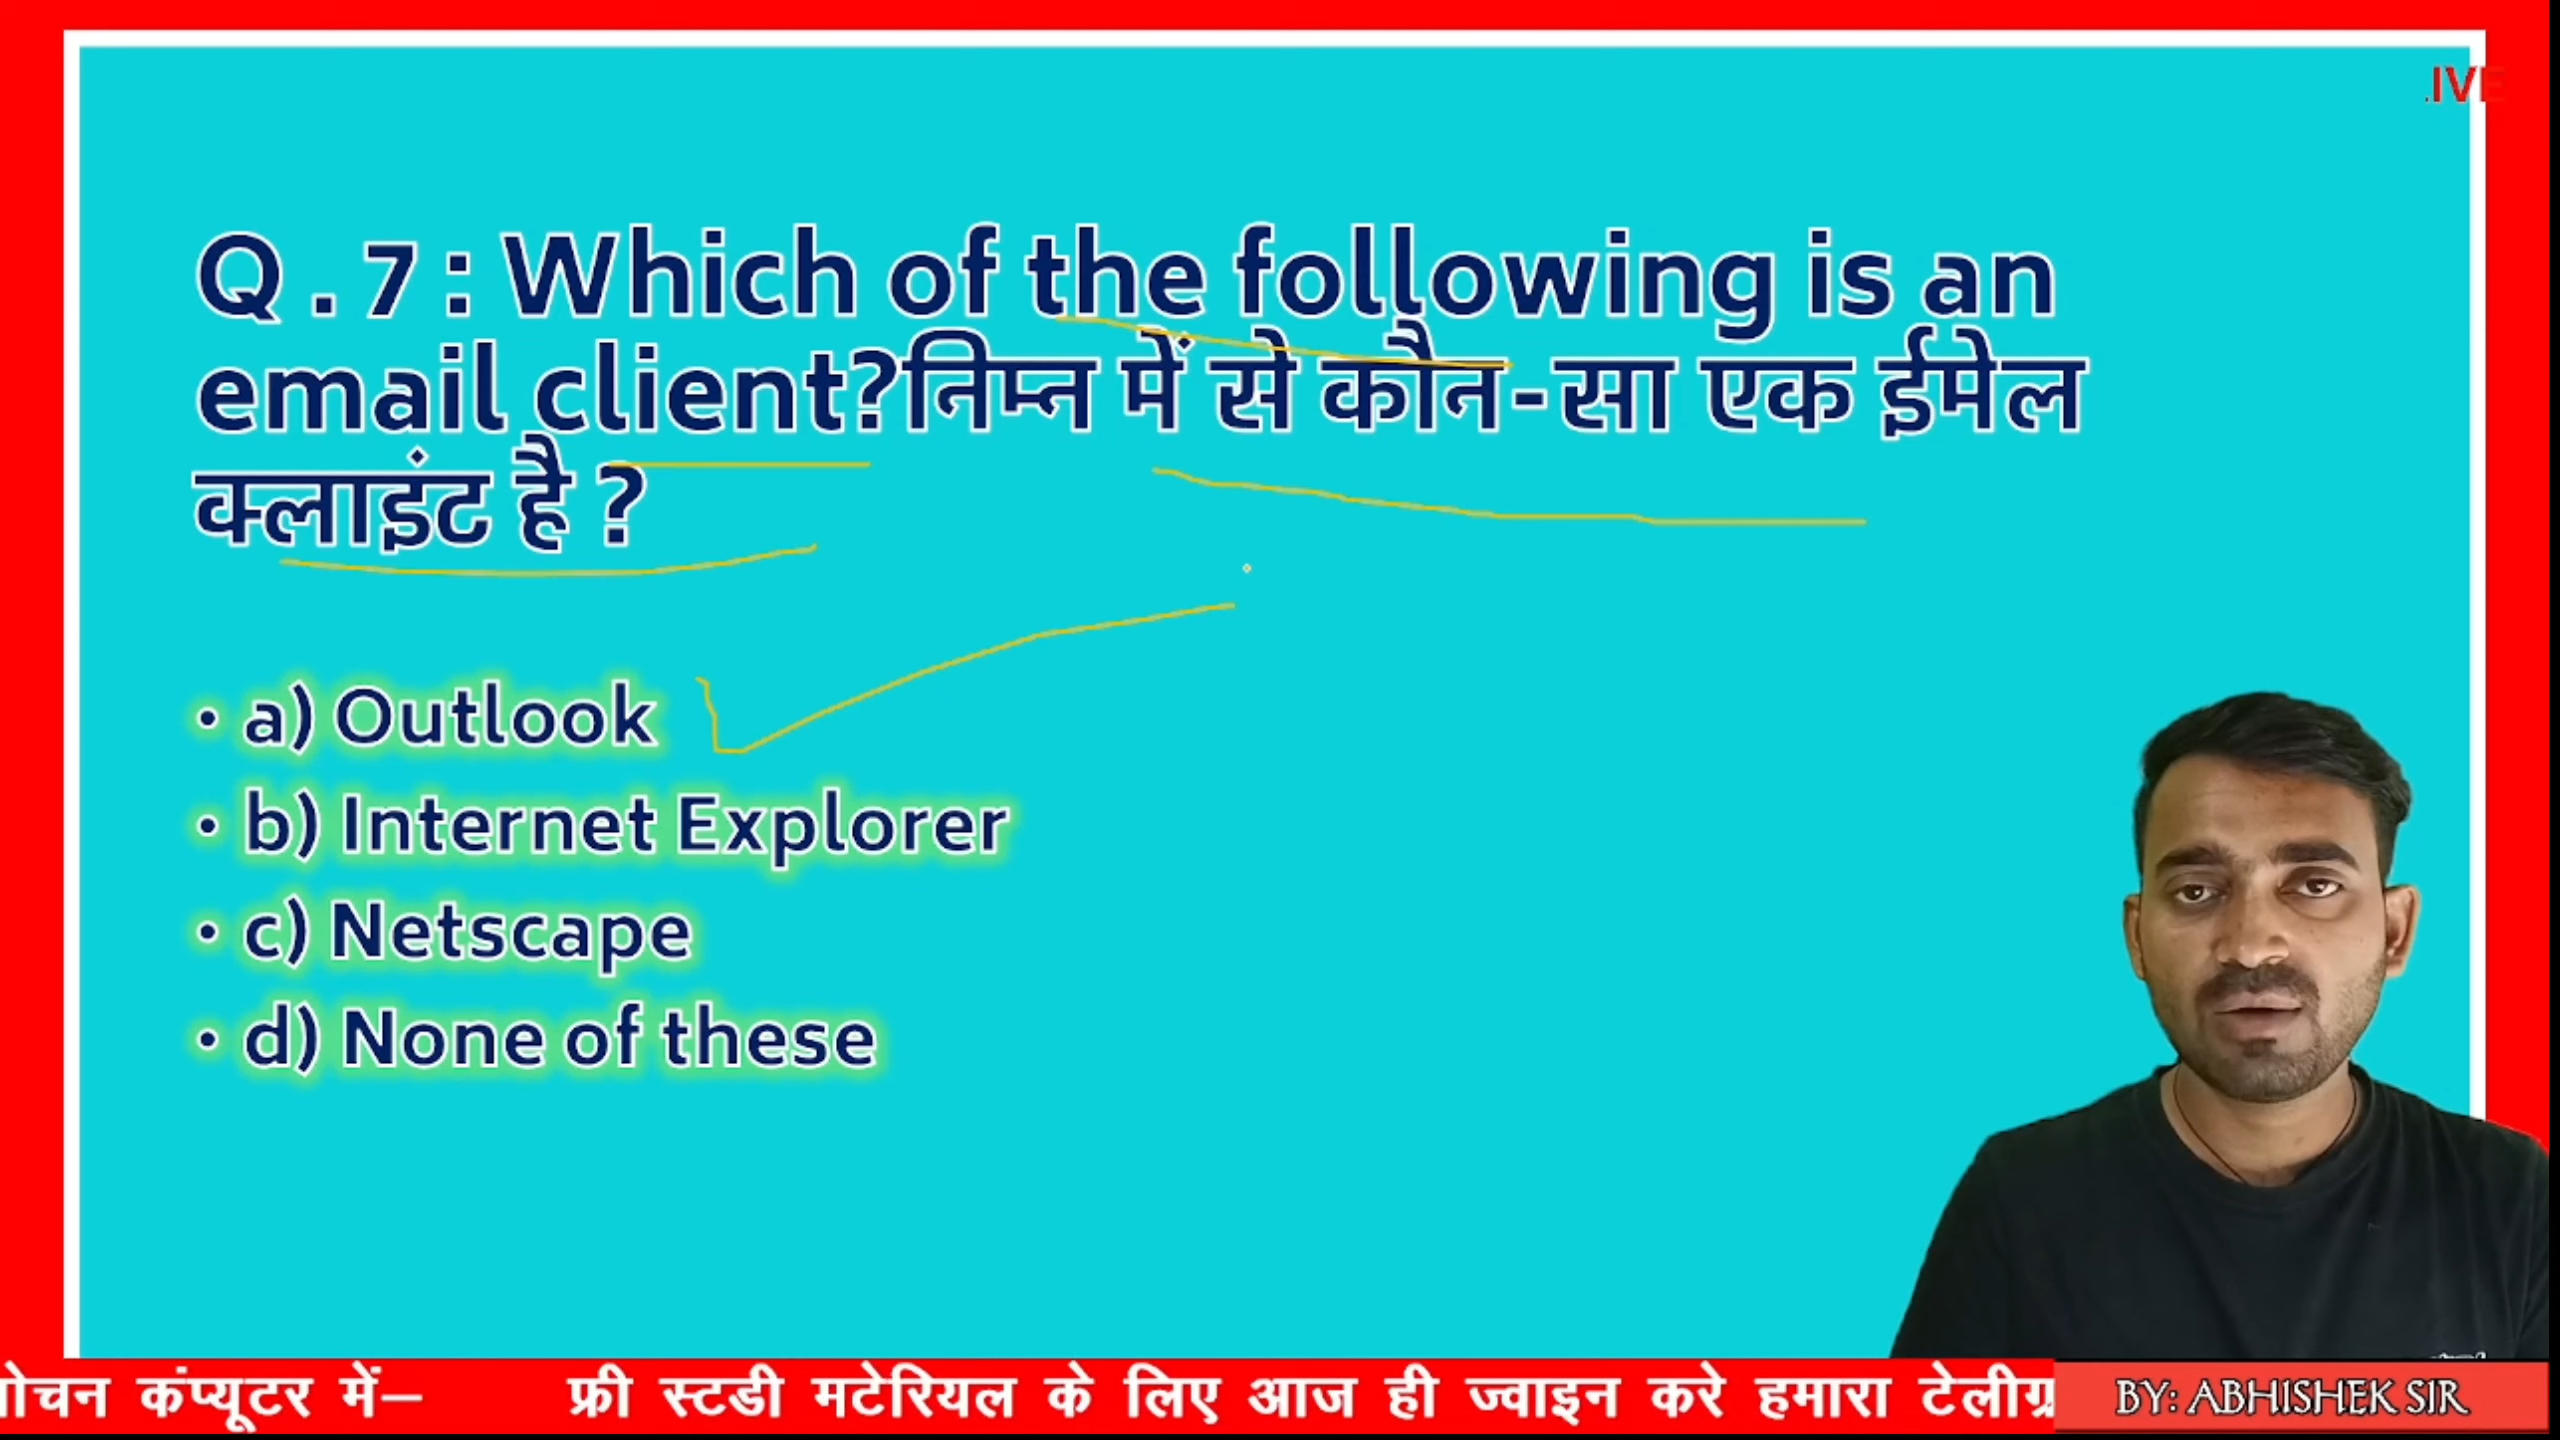 IVE
Q . 7 : Which of the following is an
email client?निम्न में से कौन-सा एक ईमेल
क्लाइंट है ?
• a) Outlook
• b) Internet Explorer
• c) Netscape
• d) None of these
कंप्यूटर में— फ्री स्टडी मटेरियल के लिए आज ही ज्वाइन करे हमारा
BY: ABHISHEK SIR